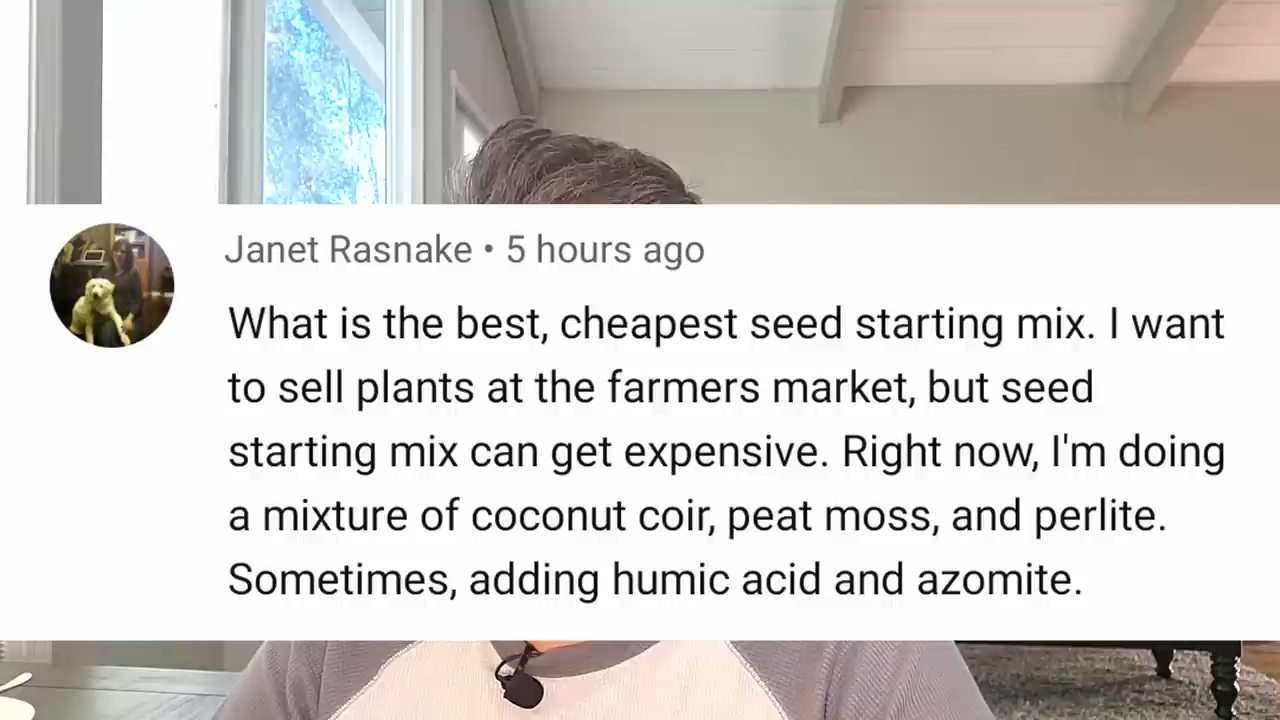 Janet Rasnake • 5 hours ago
What is the best, cheapest seed starting mix. I want
to sell plants at the farmers market, but seed
starting mix can get expensive. Right now, I'm doing
a mixture of coconut coir, peat moss, and perlite.
Sometimes, adding humic acid and azomite.